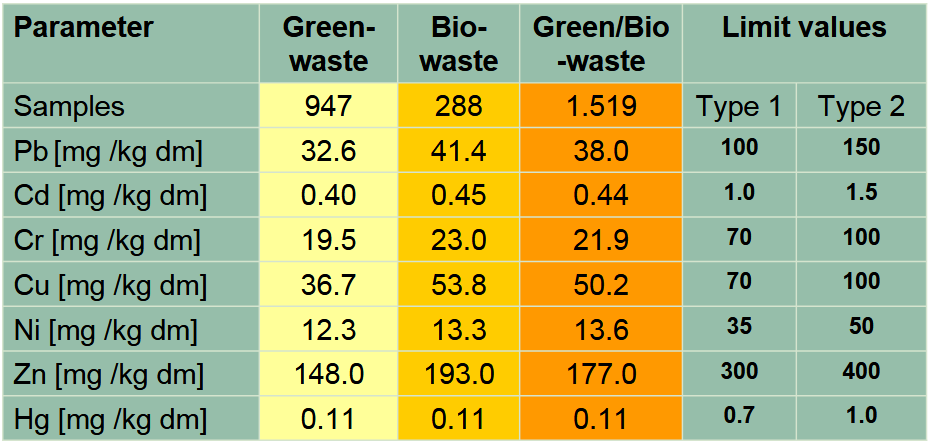 Parameter Green-waste Bio-waste Green/Bio-waste Limit values
Samples 947 288 1.519 Type 1 Type 2
Pb [mg /kg dm] 32.6 41.4 38.0 100 150
Cd [mg /kg dm] 0.40 0.45 0.44 1.0 1.5
Cr [mg /kg dm] 19.5 23.0 21.9 70 100
Cu [mg /kg dm] 36.7 53.8 50.2 70 100
Ni [mg /kg dm] 12.3 13.3 13.6 35 50
Zn [mg /kg dm] 148.0 193.0 177.0 300 400
Hg [mg /kg dm] 0.11 0.11 0.11 0.7 1.0